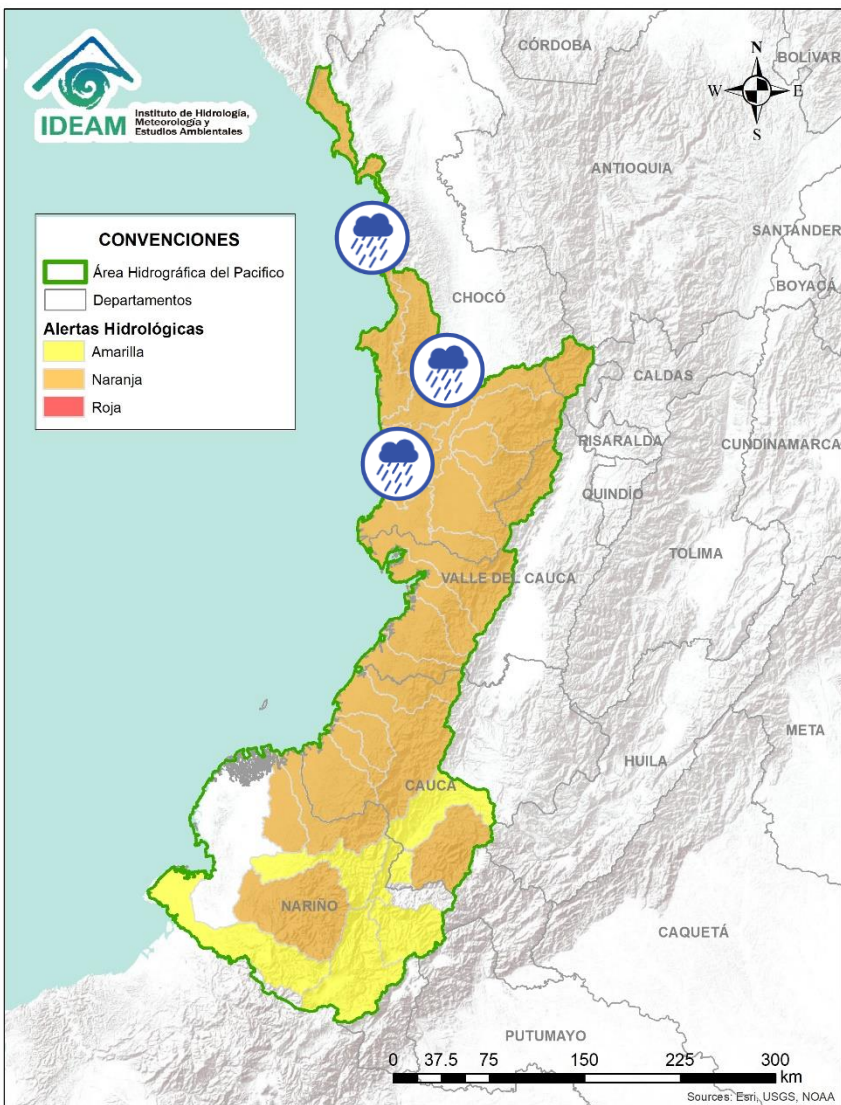 IDEAM
Instituto de Hidrología,
Meteorología y
Estudios Ambientales
N
W
E
S
CONVENCIONES
Área Hidrográfica del Pacifico
Departamentos
Alertas Hidrológicas
Amarilla
Naranja
Roja
CÓRDOBA
BOLÍVAR
ANTIOQUIA
SANTÁNDER
BOYACÁ
CHOCÓ
CALDAS
RISARALDA
CUNDINAMARCA
QUINDÍO
TOLIMA
VALLE DEL CAUCA
META
HUILA
CAUCA
NARIÑO
CAQUETÁ
PUTUMAYO
0 37.5 75 150 225 300
km
Sources: Esri, USGS, NOAA